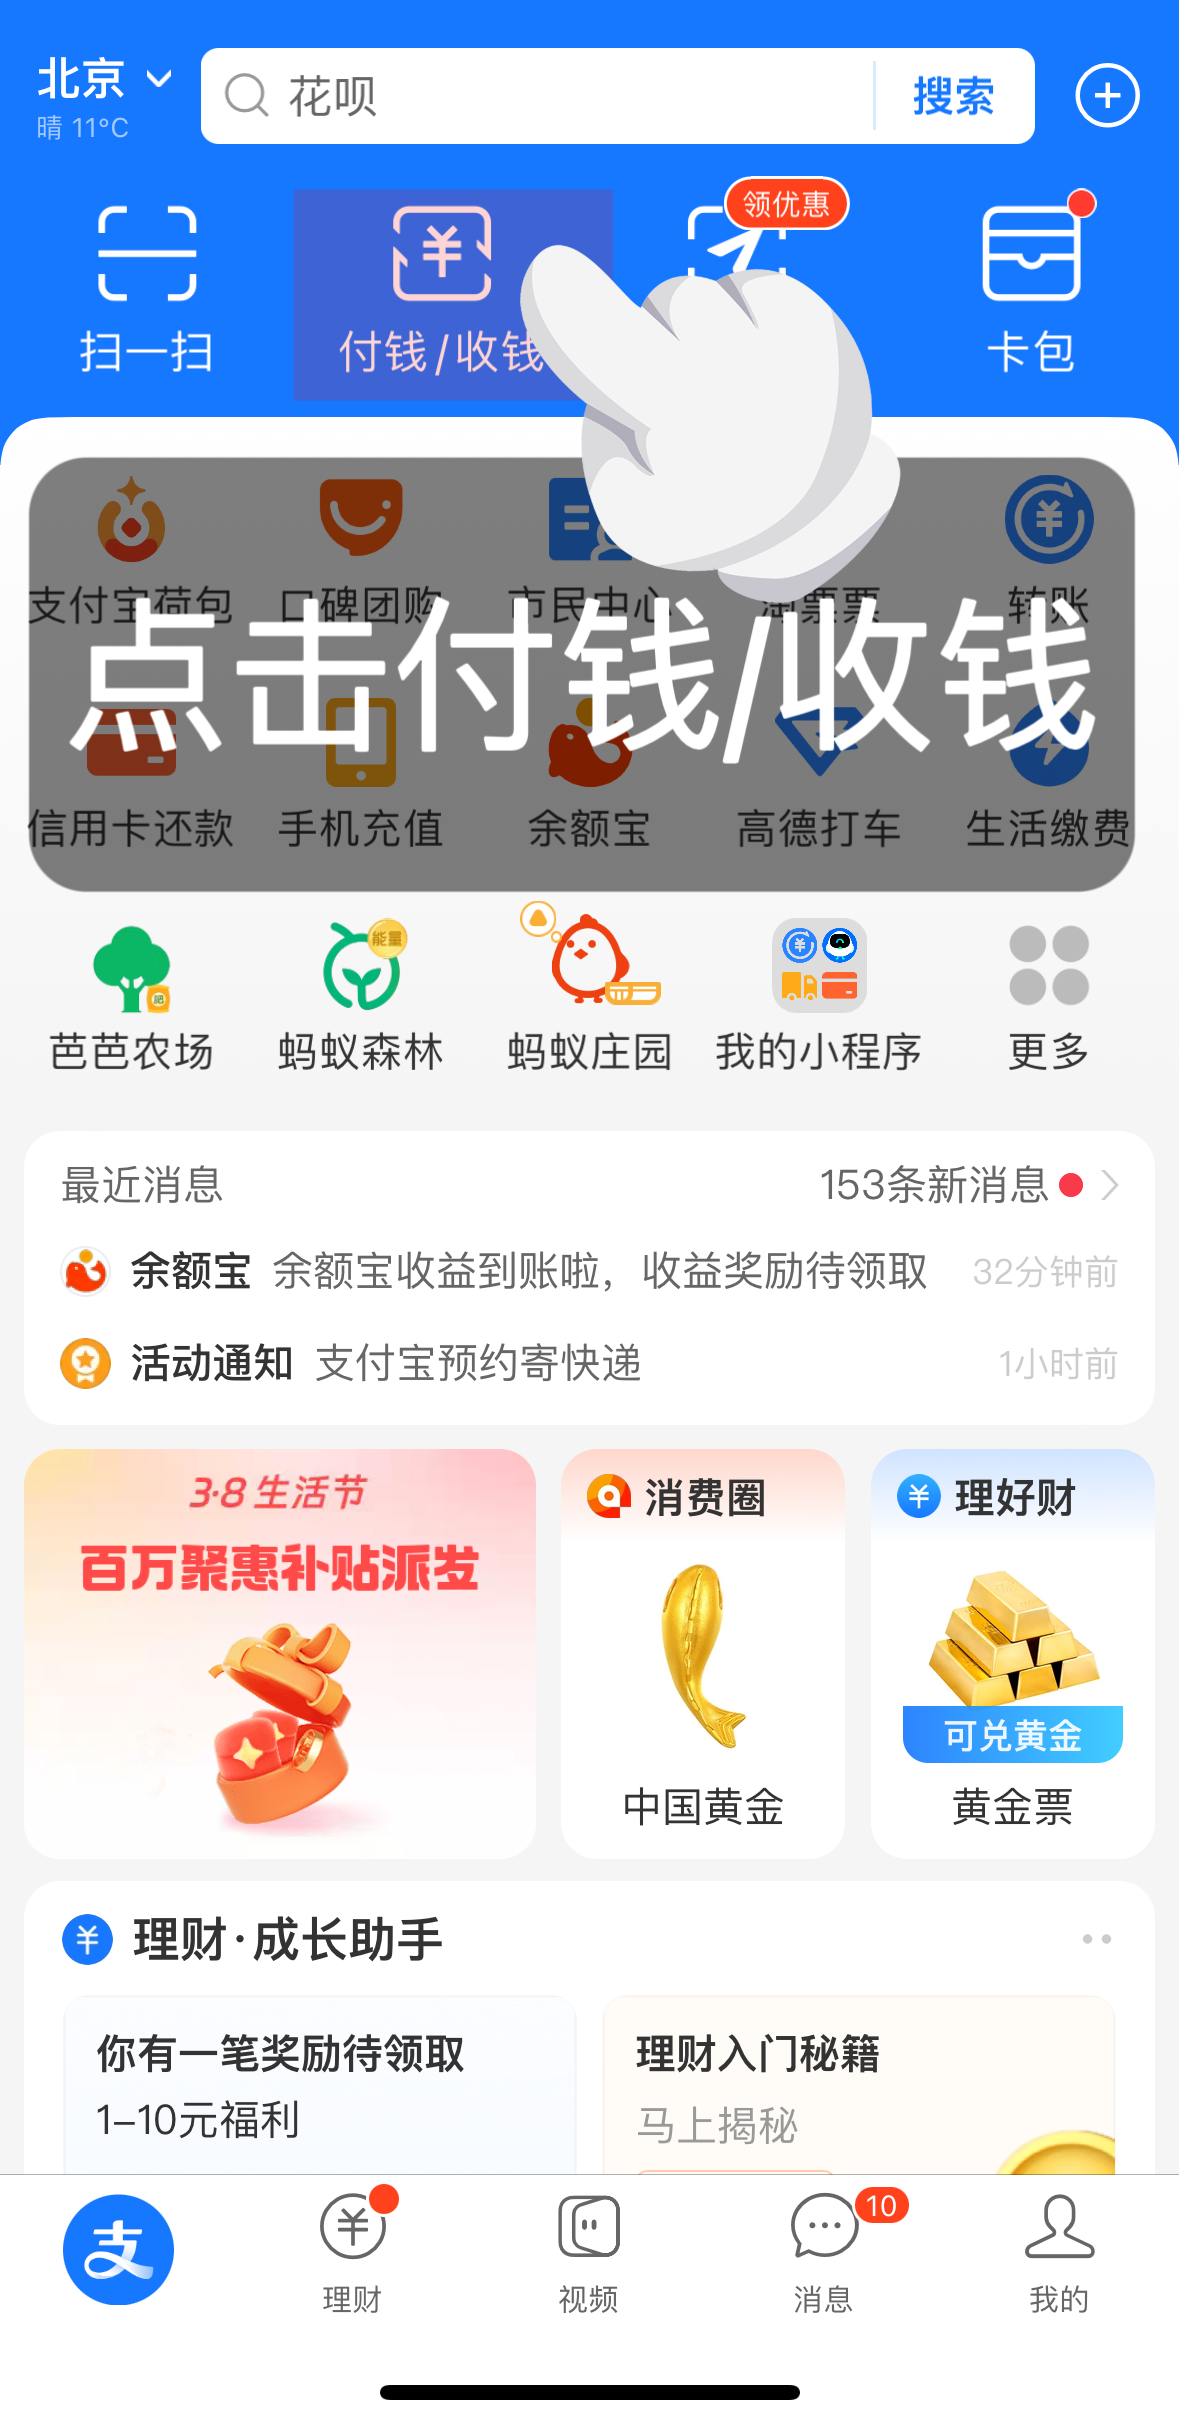 北京
晴 11°C
花呗
搜索
领优惠
扫一扫
付钱/收钱
卡包
支付宝荷包
口碑团购
市民中心
淘票票
转账
点击付钱/收钱
信用卡还款
手机充值
余额宝
高德打车
生活缴费
能量
肥
芭芭农场
蚂蚁森林
蚂蚁庄园
我的小程序
更多
最近消息
153条新消息
余额宝 余额宝收益到账啦，收益奖励待领取 32分钟前
活动通知 支付宝预约寄快递 1小时前
3·8 生活节
百万聚惠补贴派发
消费圈
中国黄金
理好财
可兑黄金
黄金票
理财·成长助手
你有一笔奖励待领取
1-10元福利
理财入门秘籍
马上揭秘
支
理财
视频
10
消息
我的